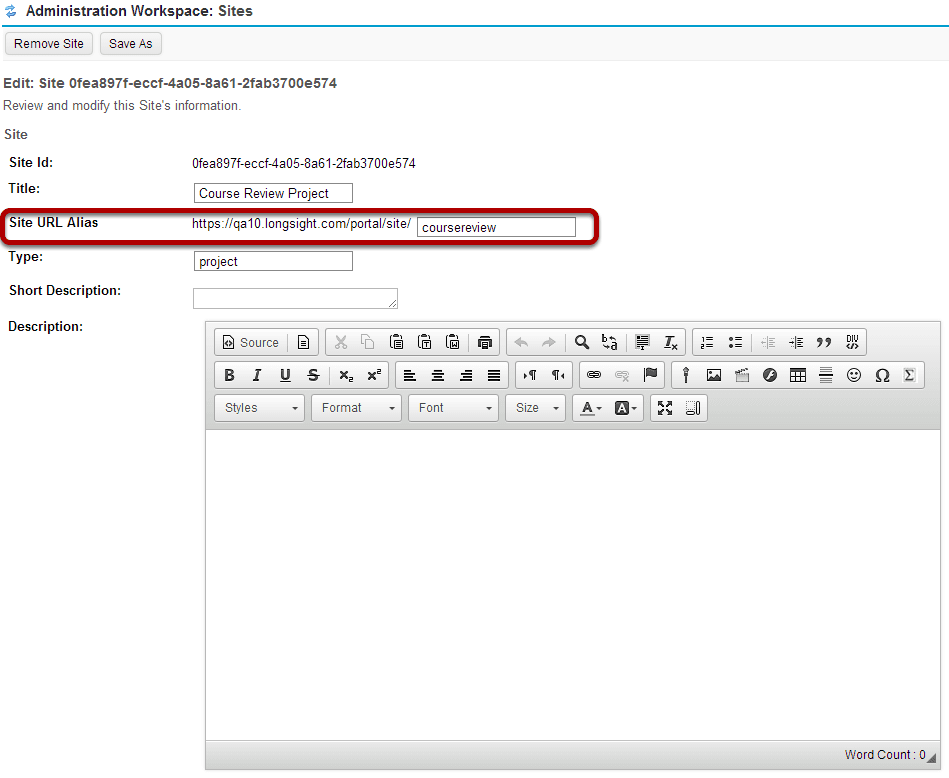 Administration Workspace: Sites
Remove Site Save As
Edit: Site 0fea897f-eccf-4a05-8a61-2fab3700e574
Review and modify this Site's information.
Site
Site Id: 0fea897f-eccf-4a05-8a61-2fab3700e574
Title: Course Review Project
Site URL Alias https://qa10.longsight.com/portal/site/ coursereview
Type: project
Short Description:
Description:
Source
B I U S x₂ x²
Styles Format Font Size A A
Word Count : 0